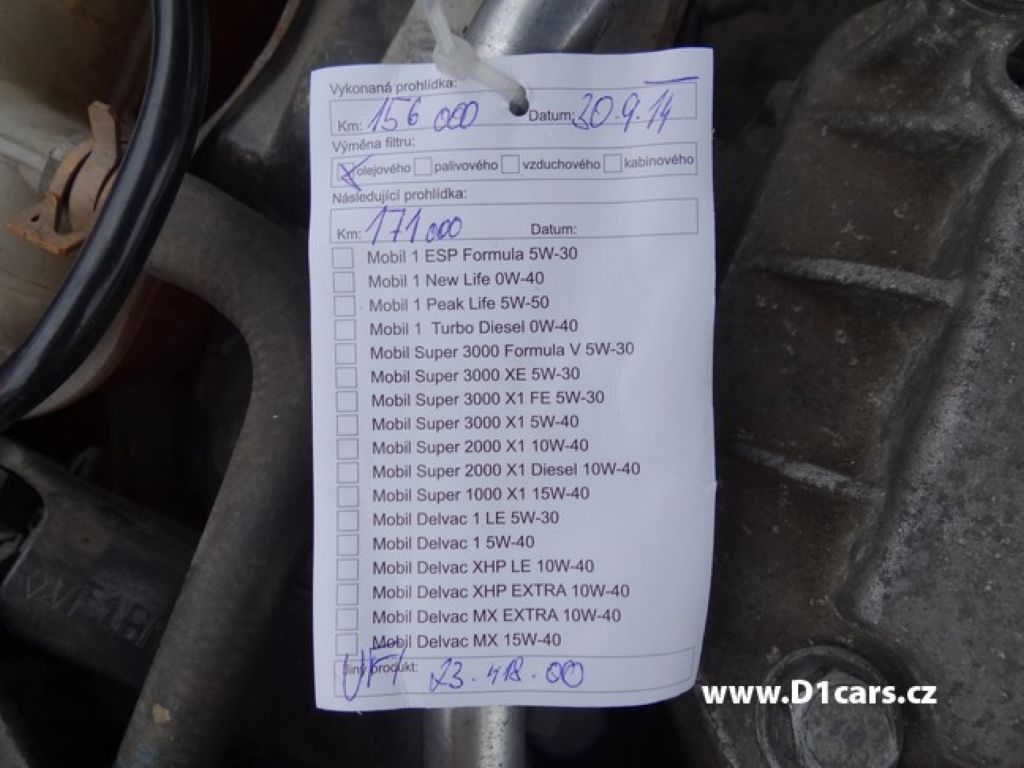 Vykonaná prohlídka:
Km: 156 000 Datum: 30.9.14
Výměna filtru:
olejového palivového vzduchového kabinového
Následující prohlídka:
Km: 171 000 Datum:
Mobil 1 ESP Formula 5W-30
Mobil 1 New Life 0W-40
Mobil 1 Peak Life 5W-50
Mobil 1 Turbo Diesel 0W-40
Mobil Super 3000 Formula V 5W-30
Mobil Super 3000 XE 5W-30
Mobil Super 3000 X1 FE 5W-30
Mobil Super 3000 X1 5W-40
Mobil Super 2000 X1 10W-40
Mobil Super 2000 X1 Diesel 10W-40
Mobil Super 1000 X1 15W-40
Mobil Delvac 1 LE 5W-30
Mobil Delvac 1 5W-40
Mobil Delvac XHP LE 10W-40
Mobil Delvac XHP EXTRA 10W-40
Mobil Delvac MX EXTRA 10W-40
Mobil Delvac MX 15W-40
Jiný produkt: UFI 23.418.00
www.D1cars.cz